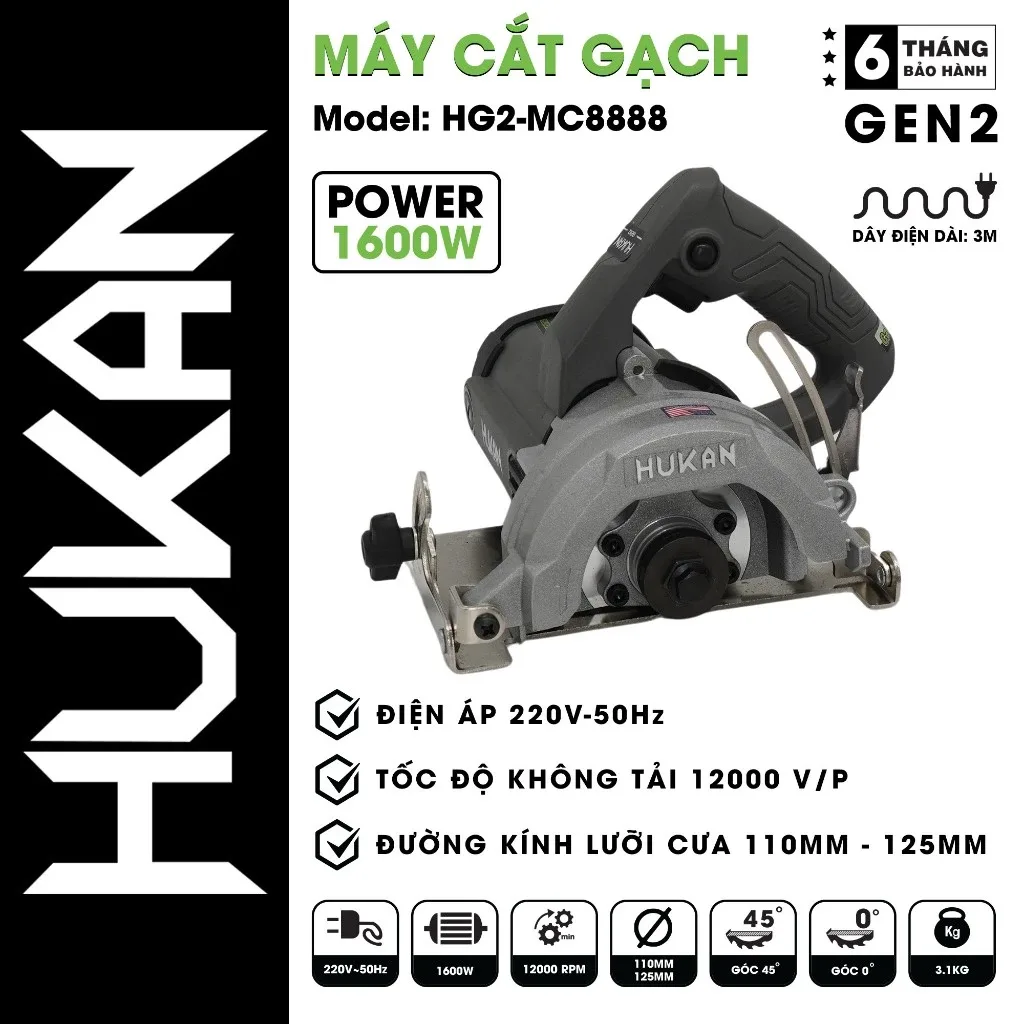 HUKAN
MÁY CẮT GẠCH
Model: HG2-MC8888
6 THÁNG
BẢO HÀNH
GEN2
POWER
1600W
DÂY ĐIỆN DÀI: 3M
HUKAN
HUKAN
HUKAN
ĐIỆN ÁP 220V-50Hz
TỐC ĐỘ KHÔNG TẢI 12000 V/P
ĐƯỜNG KÍNH LƯỠI CƯA 110MM - 125MM
220V~50Hz
1600W
min
12000 RPM
110MM
125MM
45°
GÓC 45°
0°
GÓC 0°
Kg
3.1KG